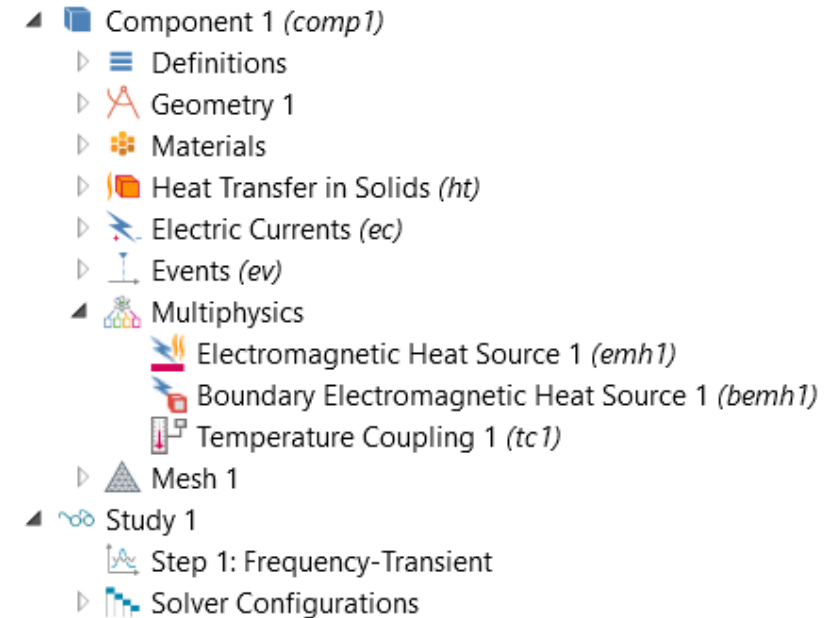 Component 1 (comp1)
Definitions
Geometry 1
Materials
Heat Transfer in Solids (ht)
Electric Currents (ec)
Events (ev)
Multiphysics
Electromagnetic Heat Source 1 (emh1)
Boundary Electromagnetic Heat Source 1 (bemh1)
Temperature Coupling 1 (tc1)
Mesh 1
Study 1
Step 1: Frequency-Transient
Solver Configurations